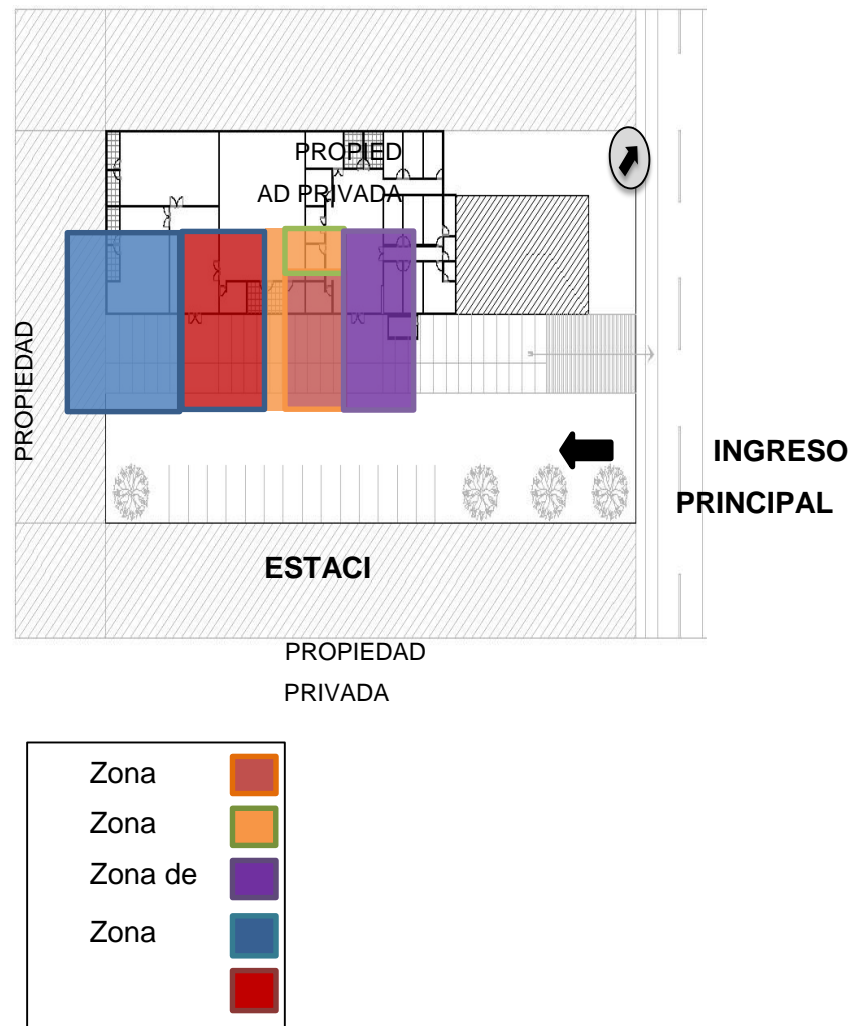 PROPIED
AD PRIVADA
PROPIEDAD
INGRESO
PRINCIPAL
ESTACI
PROPIEDAD
PRIVADA
Zona
Zona
Zona de
Zona